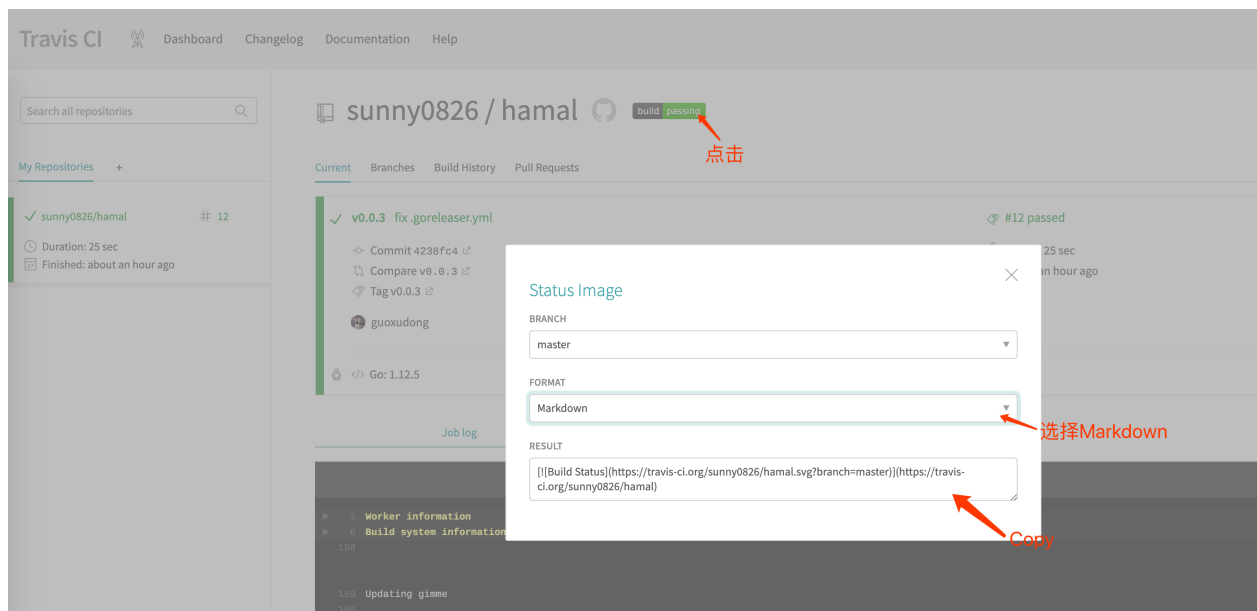 Travis CI
Dashboard
Changelog
Documentation
Help
Search all repositories
sunny0826 / hamal
build passing
点击
My Repositories +
Current
Branches
Build History
Pull Requests
sunny0826/hamal
# 12
Duration: 25 sec
Finished: about an hour ago
v0.0.3 fix .goreleaser.yml
#12 passed
Commit 4238fc4
25 sec
Compare v0.0.3
an hour ago
Tag v0.0.3
guoxudong
</> Go: 1.12.5
Status Image
BRANCH
master
FORMAT
Markdown
选择Markdown
RESULT
[![Build Status](https://travis-ci.org/sunny0826/hamal.svg?branch=master)](https://travis-
ci.org/sunny0826/hamal)
Copy
Job log
1 Worker information
6 Build system information
158
159 Updating gimme
160